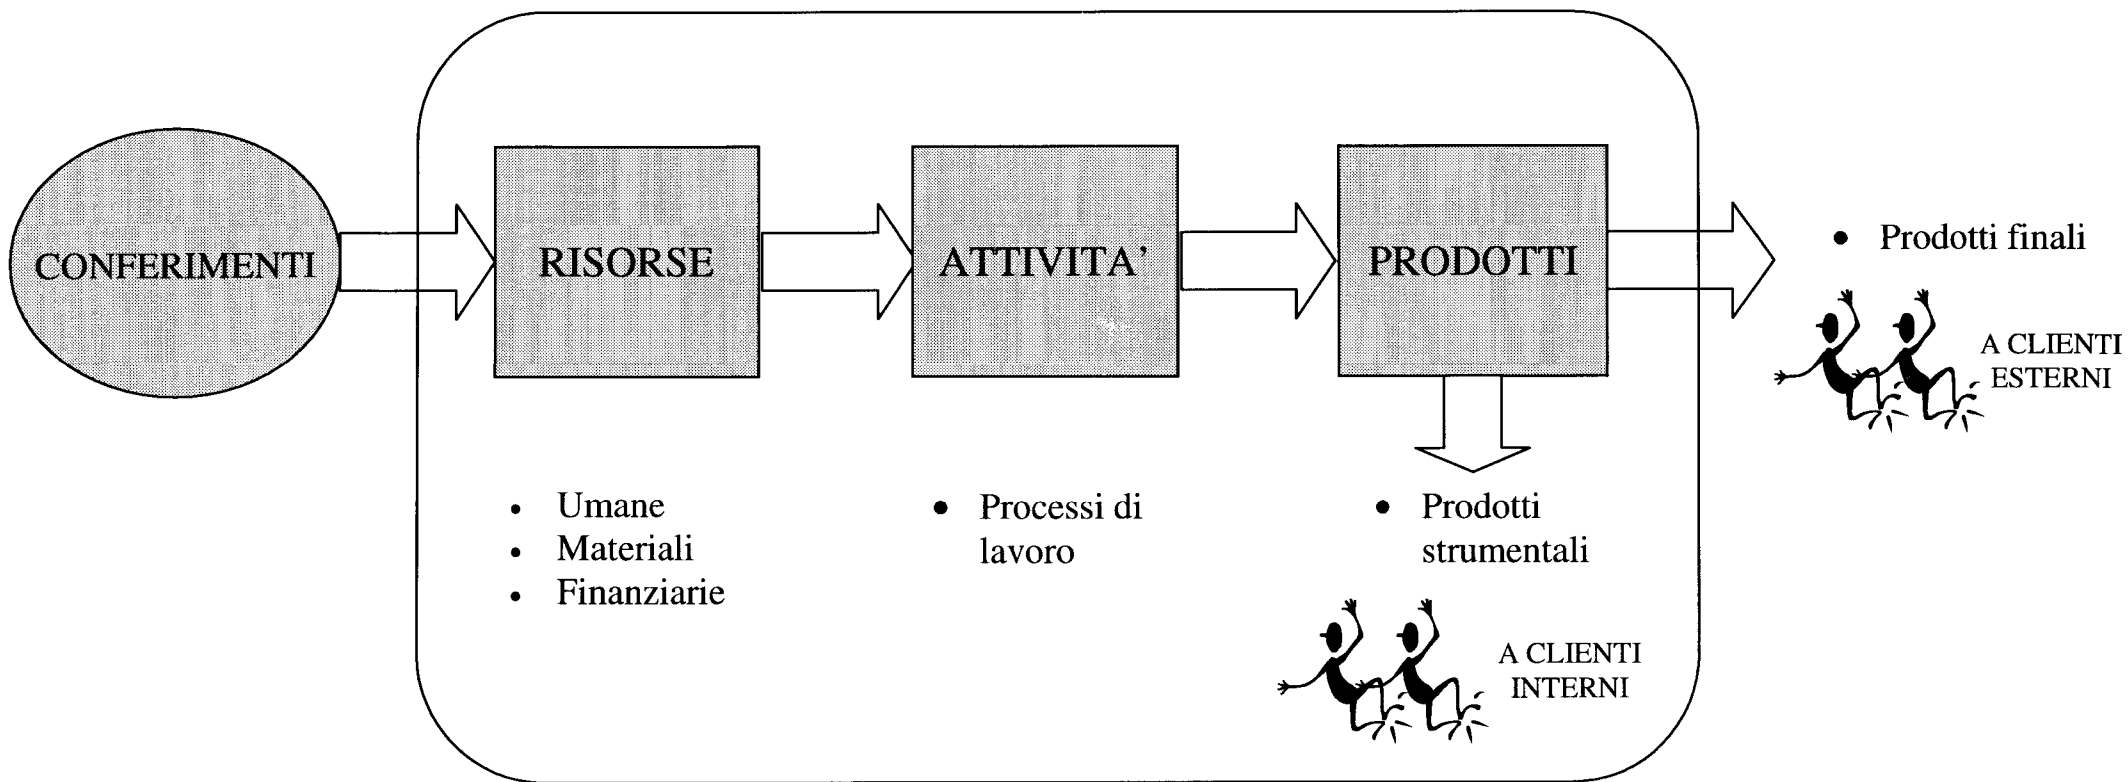 CONFERIMENTI
RISORSE
ATTIVITA’
PRODOTTI
• Prodotti finali
A CLIENTI
ESTERNI
• Umane
• Materiali
• Finanziarie
• Processi di
lavoro
• Prodotti
strumentali
A CLIENTI
INTERNI